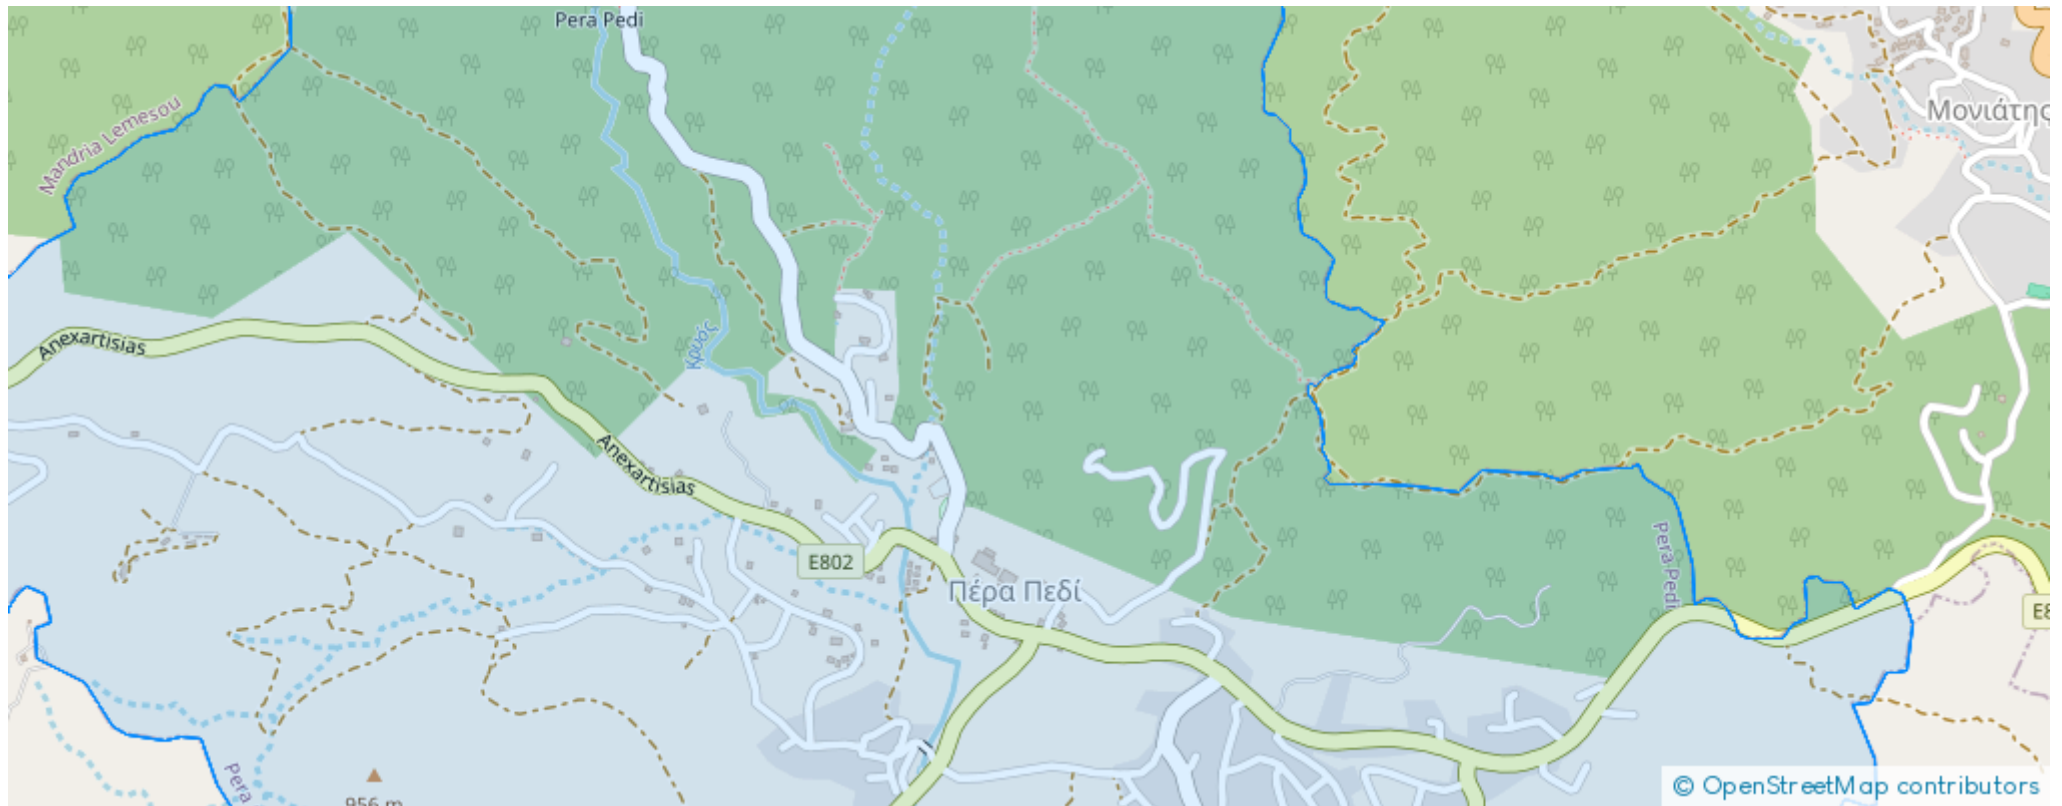 Pera Pedi
Mandria Lemesou
Μονιάτης
Anexartisias
Κρυός
Anexartisias
E802
Πέρα Πεδί
Pera Pedi
E8
Pera
956 m
© OpenStreetMap contributors